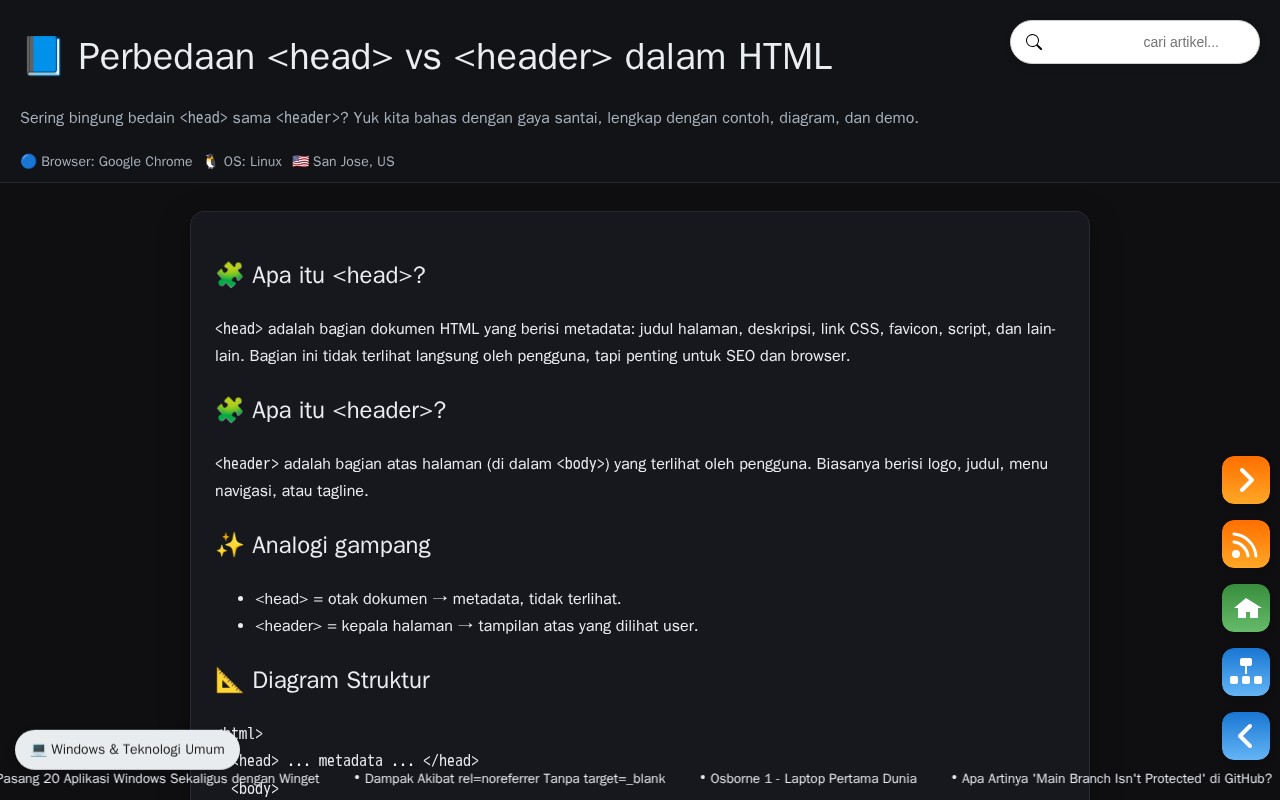 Perbedaan <head> vs <header> dalam HTML
cari artikel...
Sering bingung bedain <head> sama <header>? Yuk kita bahas dengan gaya santai, lengkap dengan contoh, diagram, dan demo.
Browser: Google Chrome OS: Linux San Jose, US
Apa itu <head>?
<head> adalah bagian dokumen HTML yang berisi metadata: judul halaman, deskripsi, link CSS, favicon, script, dan lain-
lain. Bagian ini tidak terlihat langsung oleh pengguna, tapi penting untuk SEO dan browser.
Apa itu <header>?
<header> adalah bagian atas halaman (di dalam <body>) yang terlihat oleh pengguna. Biasanya berisi logo, judul, menu
navigasi, atau tagline.
Analogi gampang
• <head> = otak dokumen → metadata, tidak terlihat.
• <header> = kepala halaman → tampilan atas yang dilihat user.
Diagram Struktur
html>
head> ... metadata ... </head>
Windows & Teknologi Umum
Pasang 20 Aplikasi Windows Sekaligus dengan Winget • Dampak Akibat rel=noreferrer Tanpa target=_blank • Osborne 1 - Laptop Pertama Dunia • Apa Artinya 'Main Branch Isn't Protected' di GitHub?
<body>